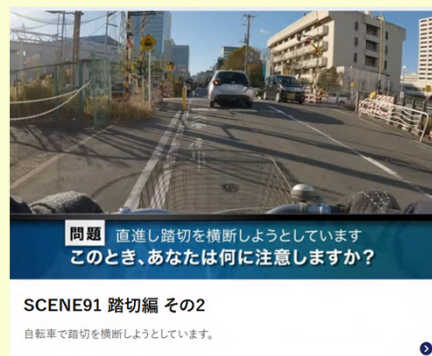 問題 直進し踏切を横断しようとしています
このとき、あなたは何に注意しますか？
SCENE91 踏切編 その2
自転車で踏切を横断しようとしています。